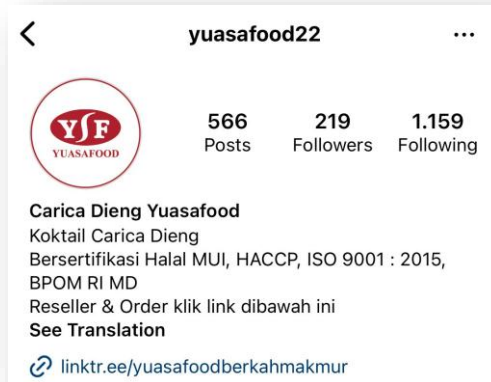 yuasafood22
YSF
YUASAFOOD
566 219 1.159
Posts Followers Following
Carica Dieng Yuasafood
Koktail Carica Dieng
Bersertifikasi Halal MUI, HACCP, ISO 9001 : 2015,
BPOM RI MD
Reseller & Order klik link dibawah ini
See Translation
linktr.ee/yuasafoodberkahmakmur